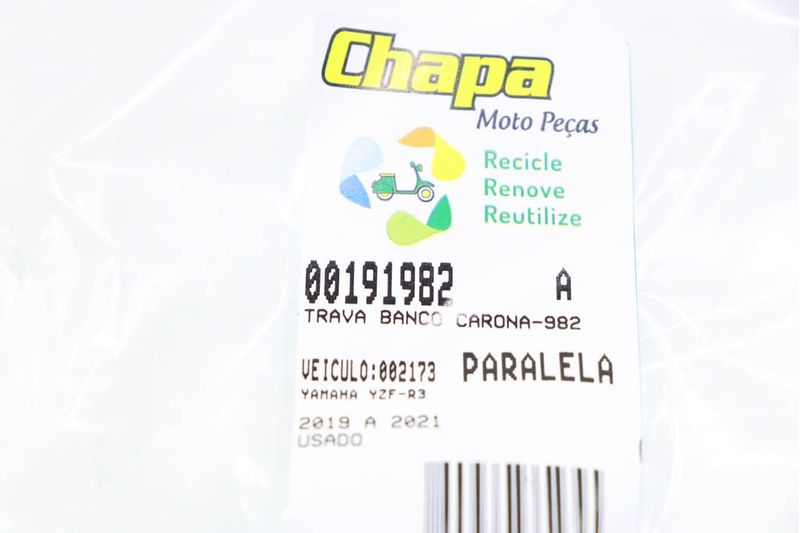 Chapa
Moto Peças
Recicle
Renove
Reutilize
00191982 A
TRAVA BANCO CARONA-982
VEICULO:002173 PARALELA
YAMAHA YZF-R3
2019 A 2021
USADO